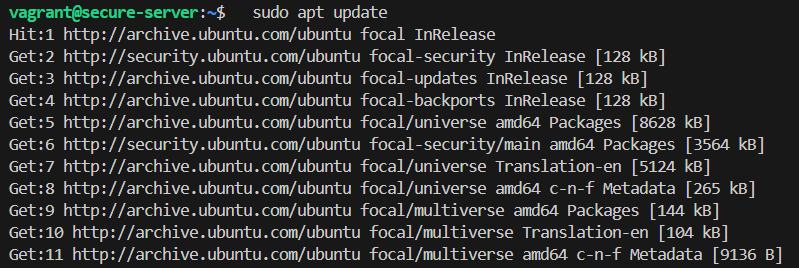 vagrant@secure-server:~$   sudo apt update
Hit:1 http://archive.ubuntu.com/ubuntu focal InRelease
Get:2 http://security.ubuntu.com/ubuntu focal-security InRelease [128 kB]
Get:3 http://archive.ubuntu.com/ubuntu focal-updates InRelease [128 kB]
Get:4 http://archive.ubuntu.com/ubuntu focal-backports InRelease [128 kB]
Get:5 http://archive.ubuntu.com/ubuntu focal/universe amd64 Packages [8628 kB]
Get:6 http://security.ubuntu.com/ubuntu focal-security/main amd64 Packages [3564 kB]
Get:7 http://archive.ubuntu.com/ubuntu focal/universe Translation-en [5124 kB]
Get:8 http://archive.ubuntu.com/ubuntu focal/universe amd64 c-n-f Metadata [265 kB]
Get:9 http://archive.ubuntu.com/ubuntu focal/multiverse amd64 Packages [144 kB]
Get:10 http://archive.ubuntu.com/ubuntu focal/multiverse Translation-en [104 kB]
Get:11 http://archive.ubuntu.com/ubuntu focal/multiverse amd64 c-n-f Metadata [9136 B]